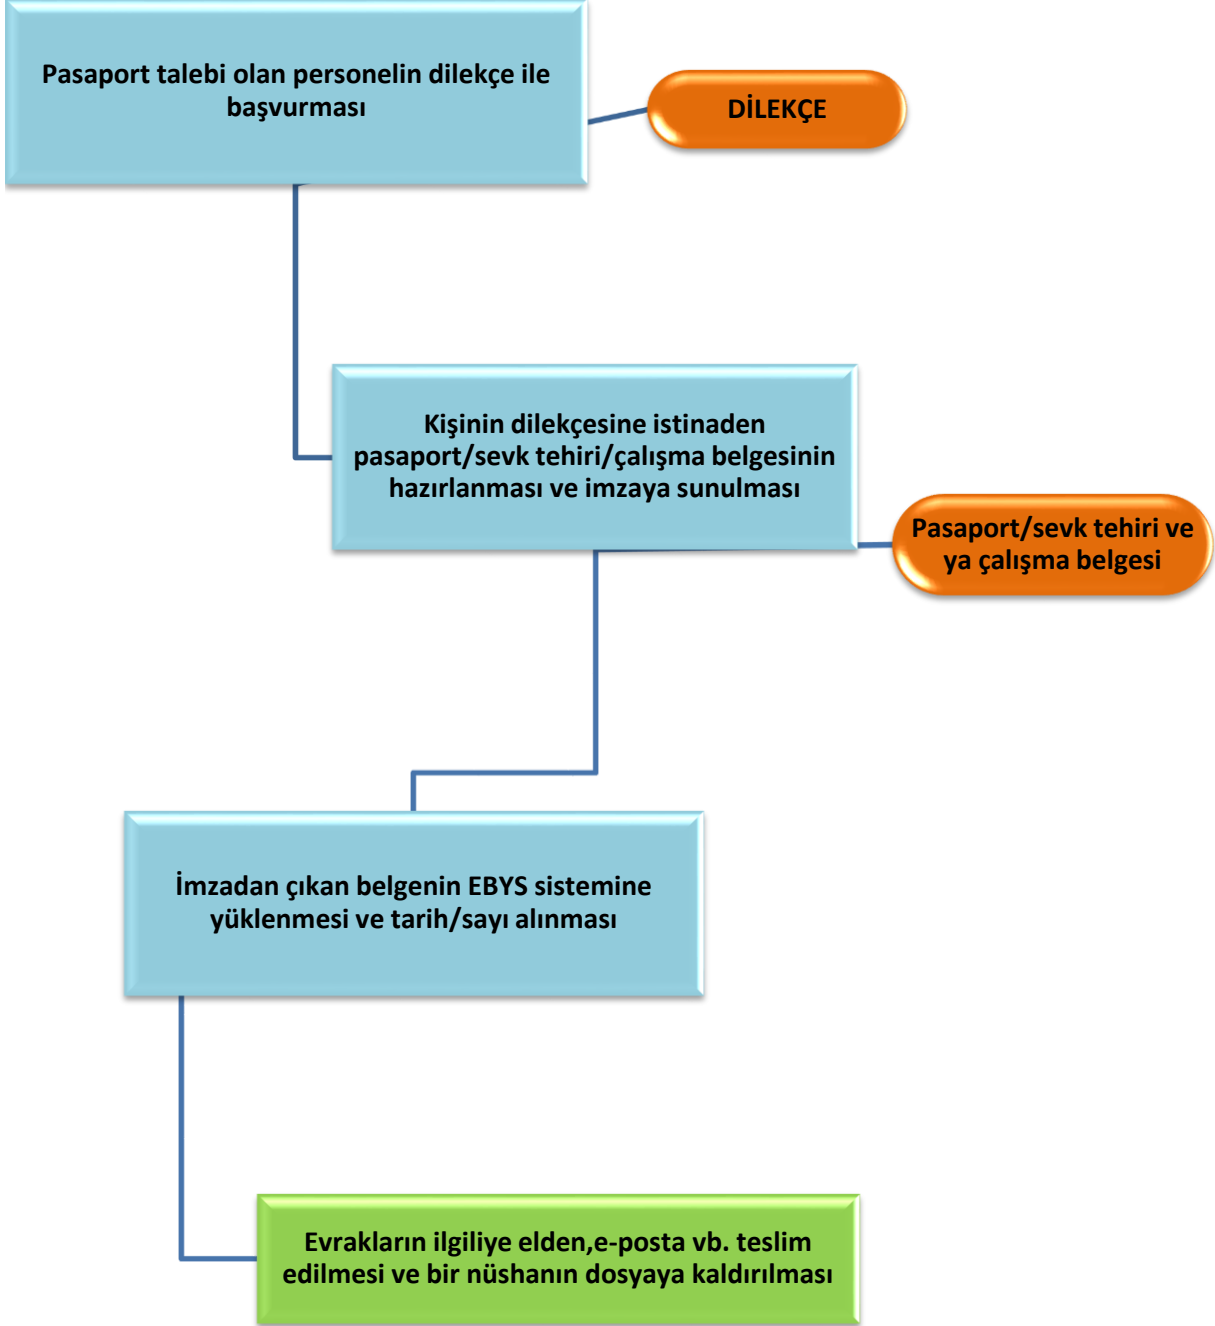 Pasaport talebi olan personelin dilekçe ile
başvurması
DİLEKÇE
Kişinin dilekçesine istinaden
pasaport/sevk tehiri/çalışma belgesinin
hazırlanması ve imzaya sunulması
Pasaport/sevk tehiri ve
ya çalışma belgesi
İmzadan çıkan belgenin EBYS sistemine
yüklenmesi ve tarih/sayı alınması
Evrakların ilgiliye elden,e-posta vb. teslim
edilmesi ve bir nüshanın dosyaya kaldırılması